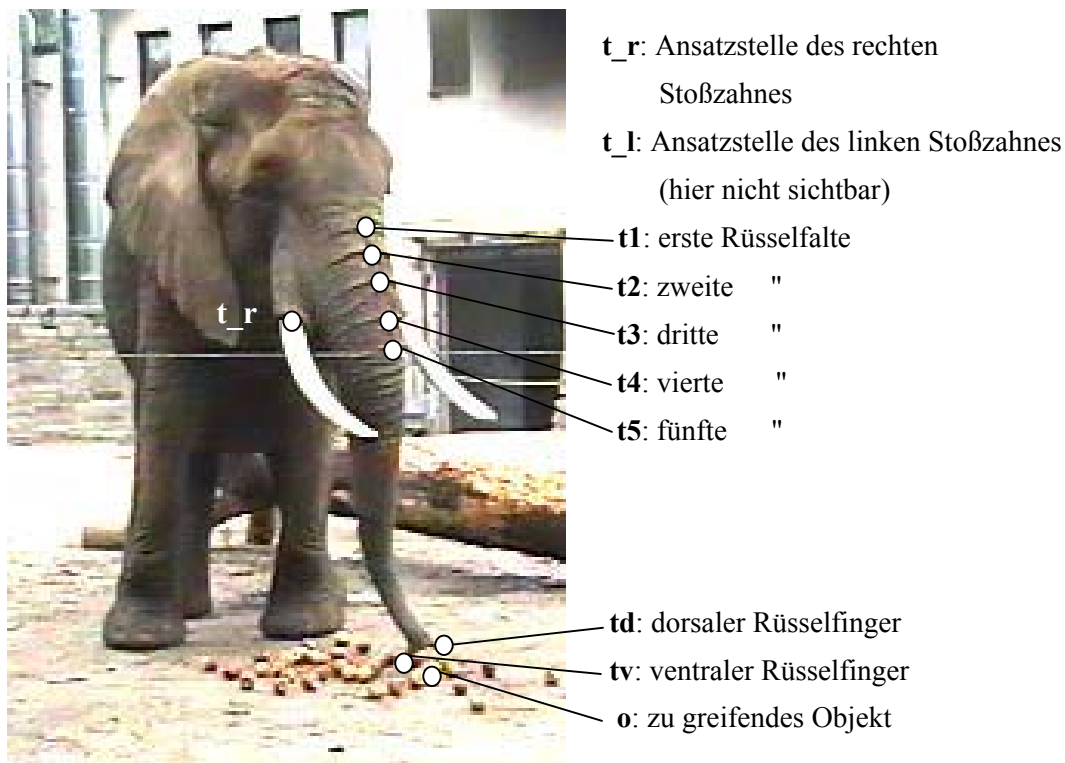 t_r: Ansatzstelle des rechten
Stoßzahnes
t_l: Ansatzstelle des linken Stoßzahnes
(hier nicht sichtbar)
t1: erste Rüsselfalte
t2: zweite "
t_r
t3: dritte "
t4: vierte "
t5: fünfte "
td: dorsaler Rüsselfinger
tv: ventraler Rüsselfinger
o: zu greifendes Objekt